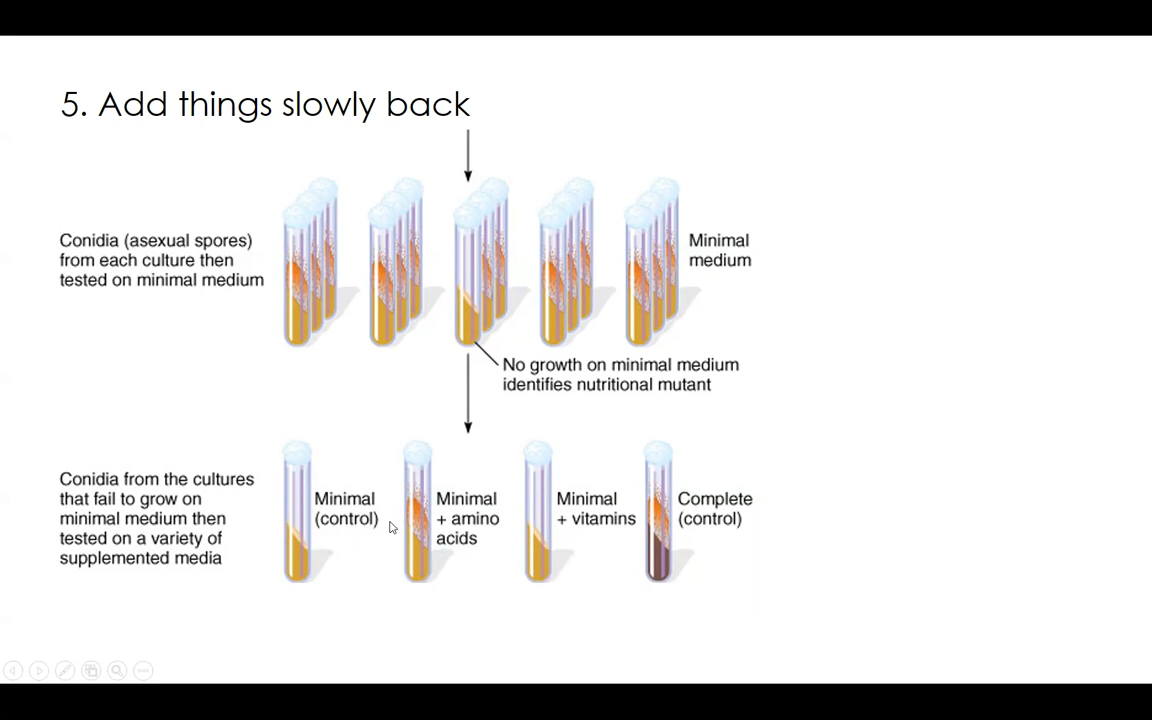 5. Add things slowly back
Conidia (asexual spores)
from each culture then
tested on minimal medium
Minimal
medium
No growth on minimal medium
identifies nutritional mutant
Conidia from the cultures
that fail to grow on
minimal medium then
tested on a variety of
supplemented media
Minimal
(control)
Minimal
+ amino
acids
Minimal
+ vitamins
Complete
(control)